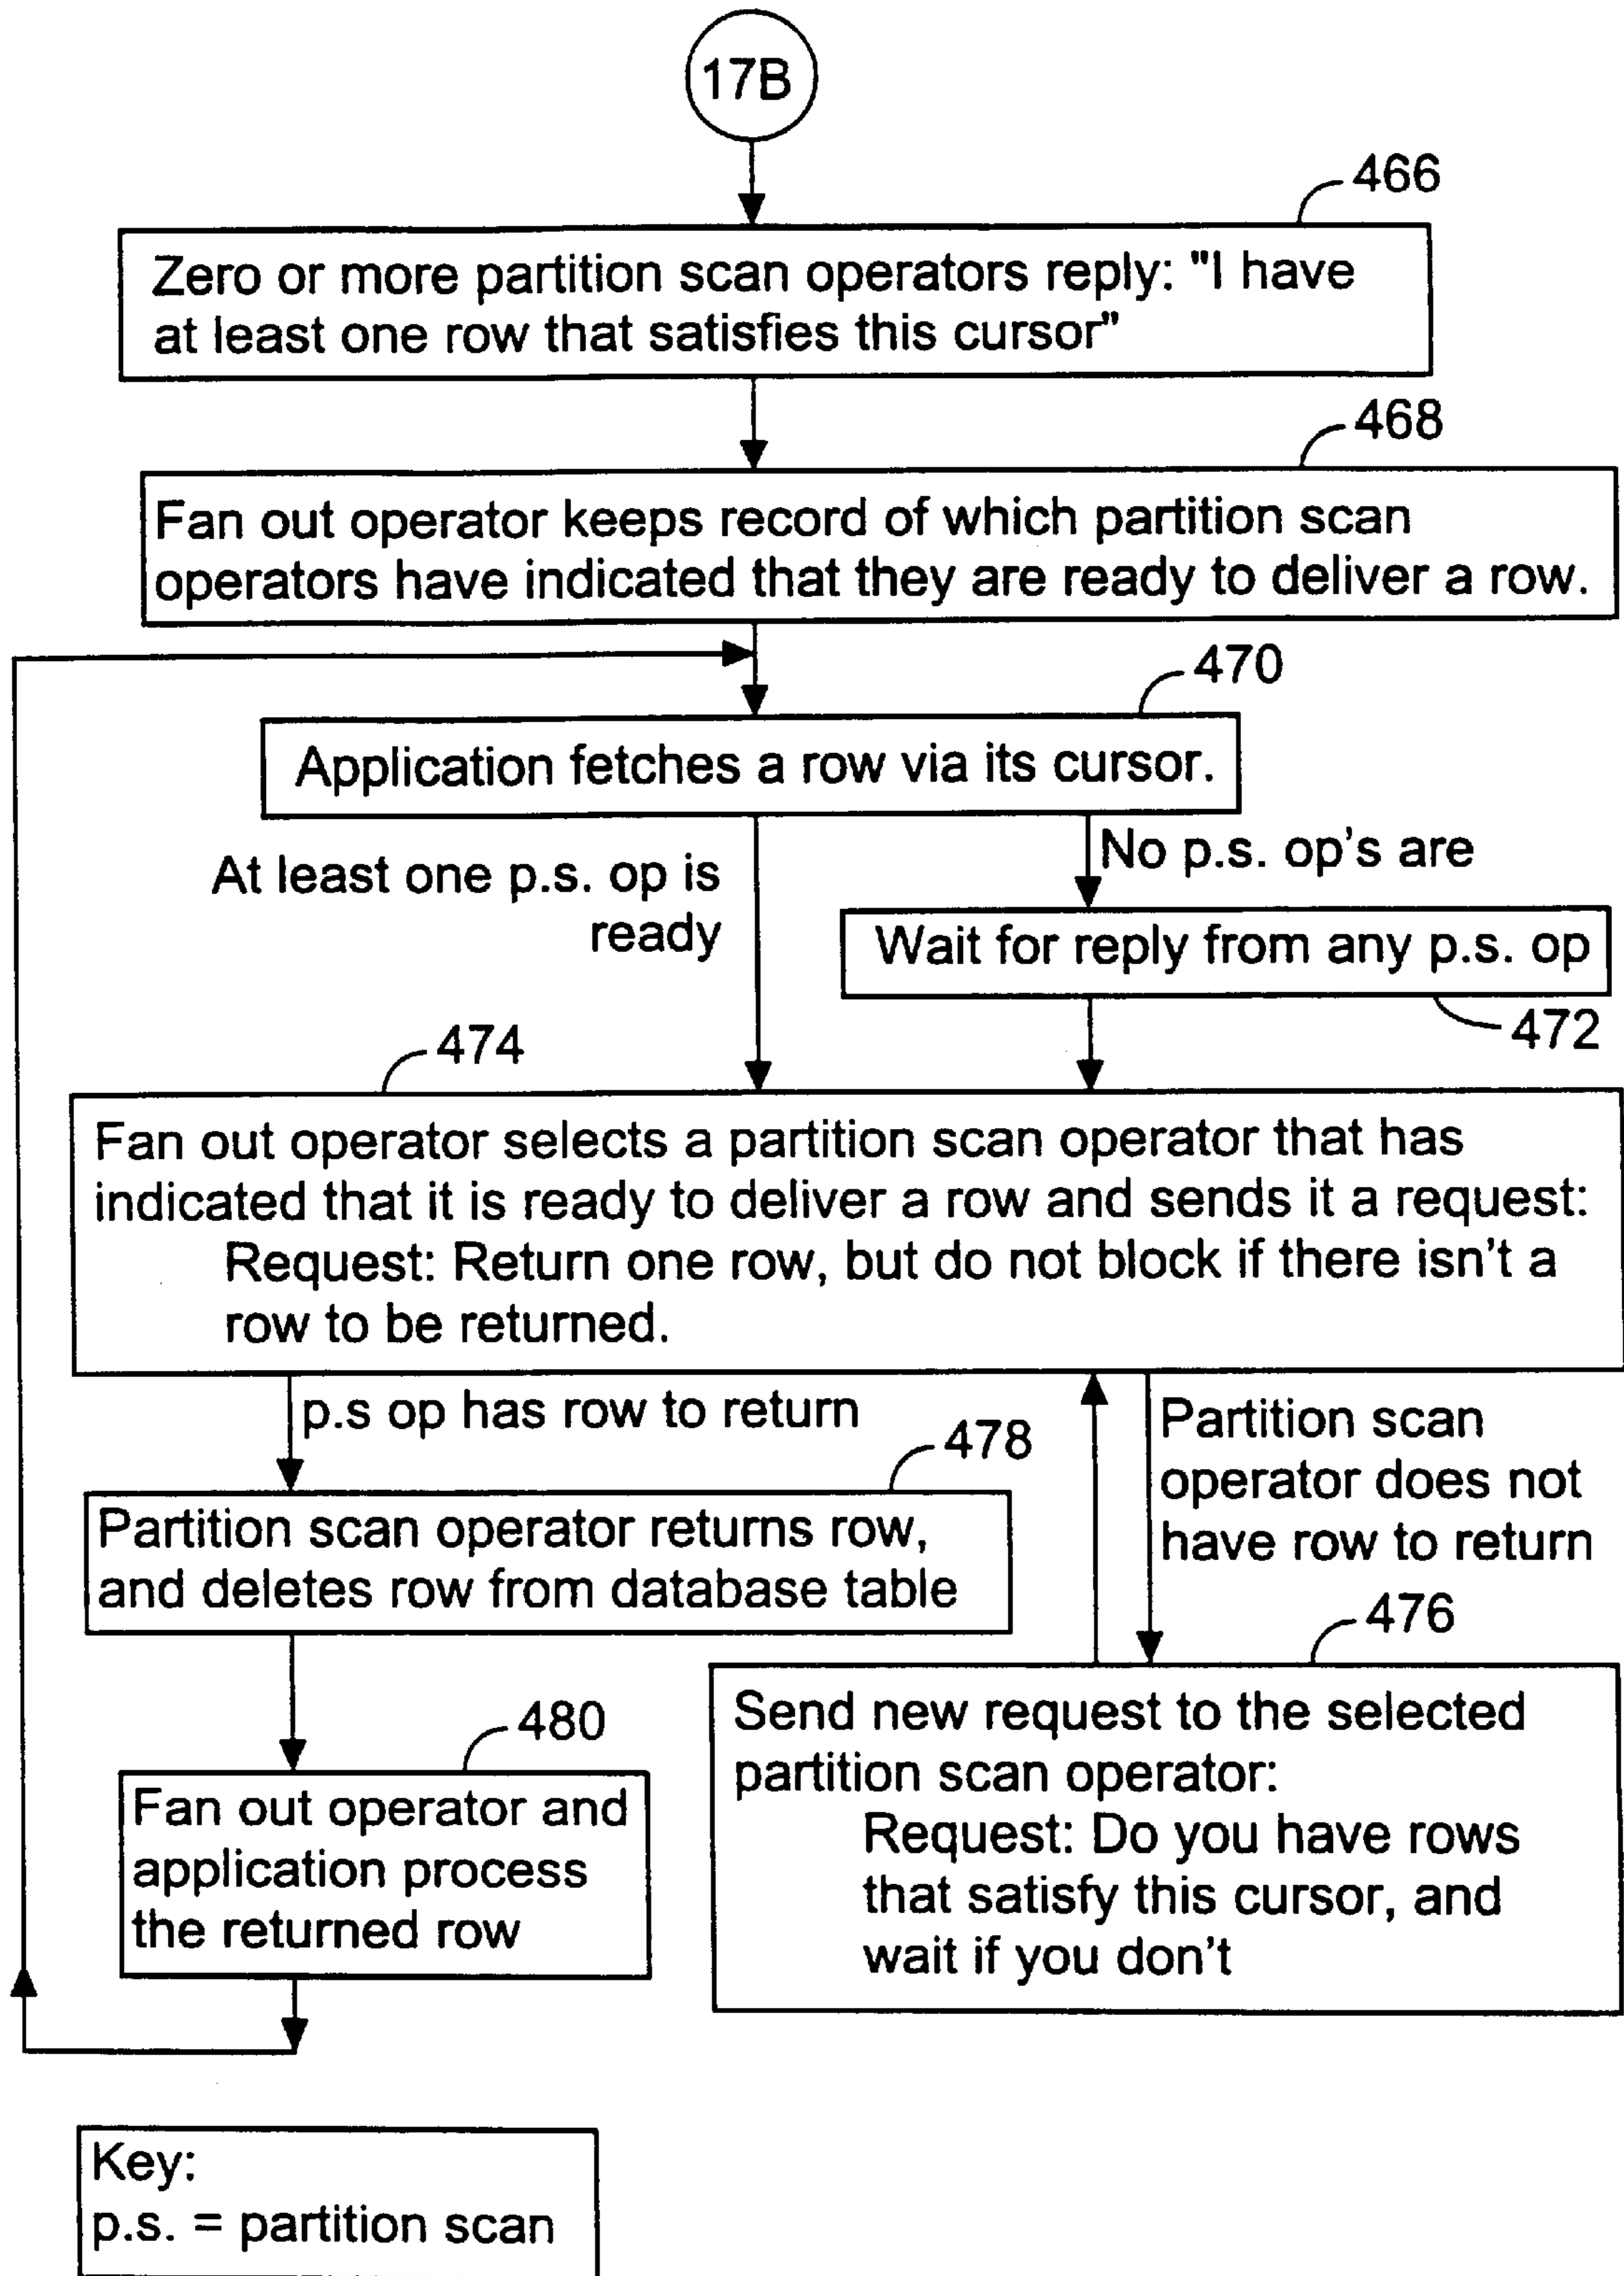 17B
466
Zero or more partition scan operators reply: "I have
at least one row that satisfies this cursor"
468
Fan out operator keeps record of which partition scan
operators have indicated that they are ready to deliver a row.
470
Application fetches a row via its cursor.
At least one p.s. op is
ready
No p.s. op's are
Wait for reply from any p.s. op
472
474
Fan out operator selects a partition scan operator that has
indicated that it is ready to deliver a row and sends it a request:
Request: Return one row, but do not block if there isn't a
row to be returned.
p.s op has row to return
Partition scan
operator does not
have row to return
478
Partition scan operator returns row,
and deletes row from database table
476
Send new request to the selected
partition scan operator:
Request: Do you have rows
that satisfy this cursor, and
wait if you don't
480
Fan out operator and
application process
the returned row
Key:
p.s. = partition scan